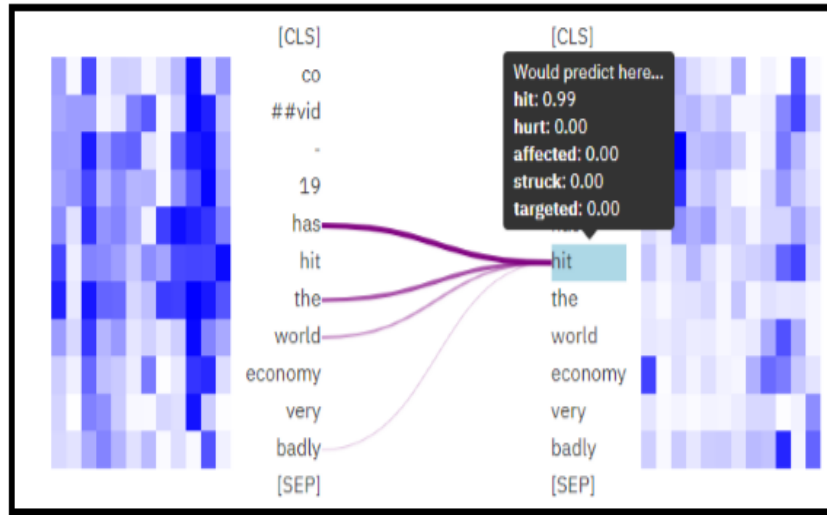 [CLS]
co
##vid
-
19
has
hit
the
world
economy
very
badly
[SEP]
[CLS]
Would predict here...
hit: 0.99
hurt: 0.00
affected: 0.00
struck: 0.00
targeted: 0.00
hit
the
world
economy
very
badly
[SEP]